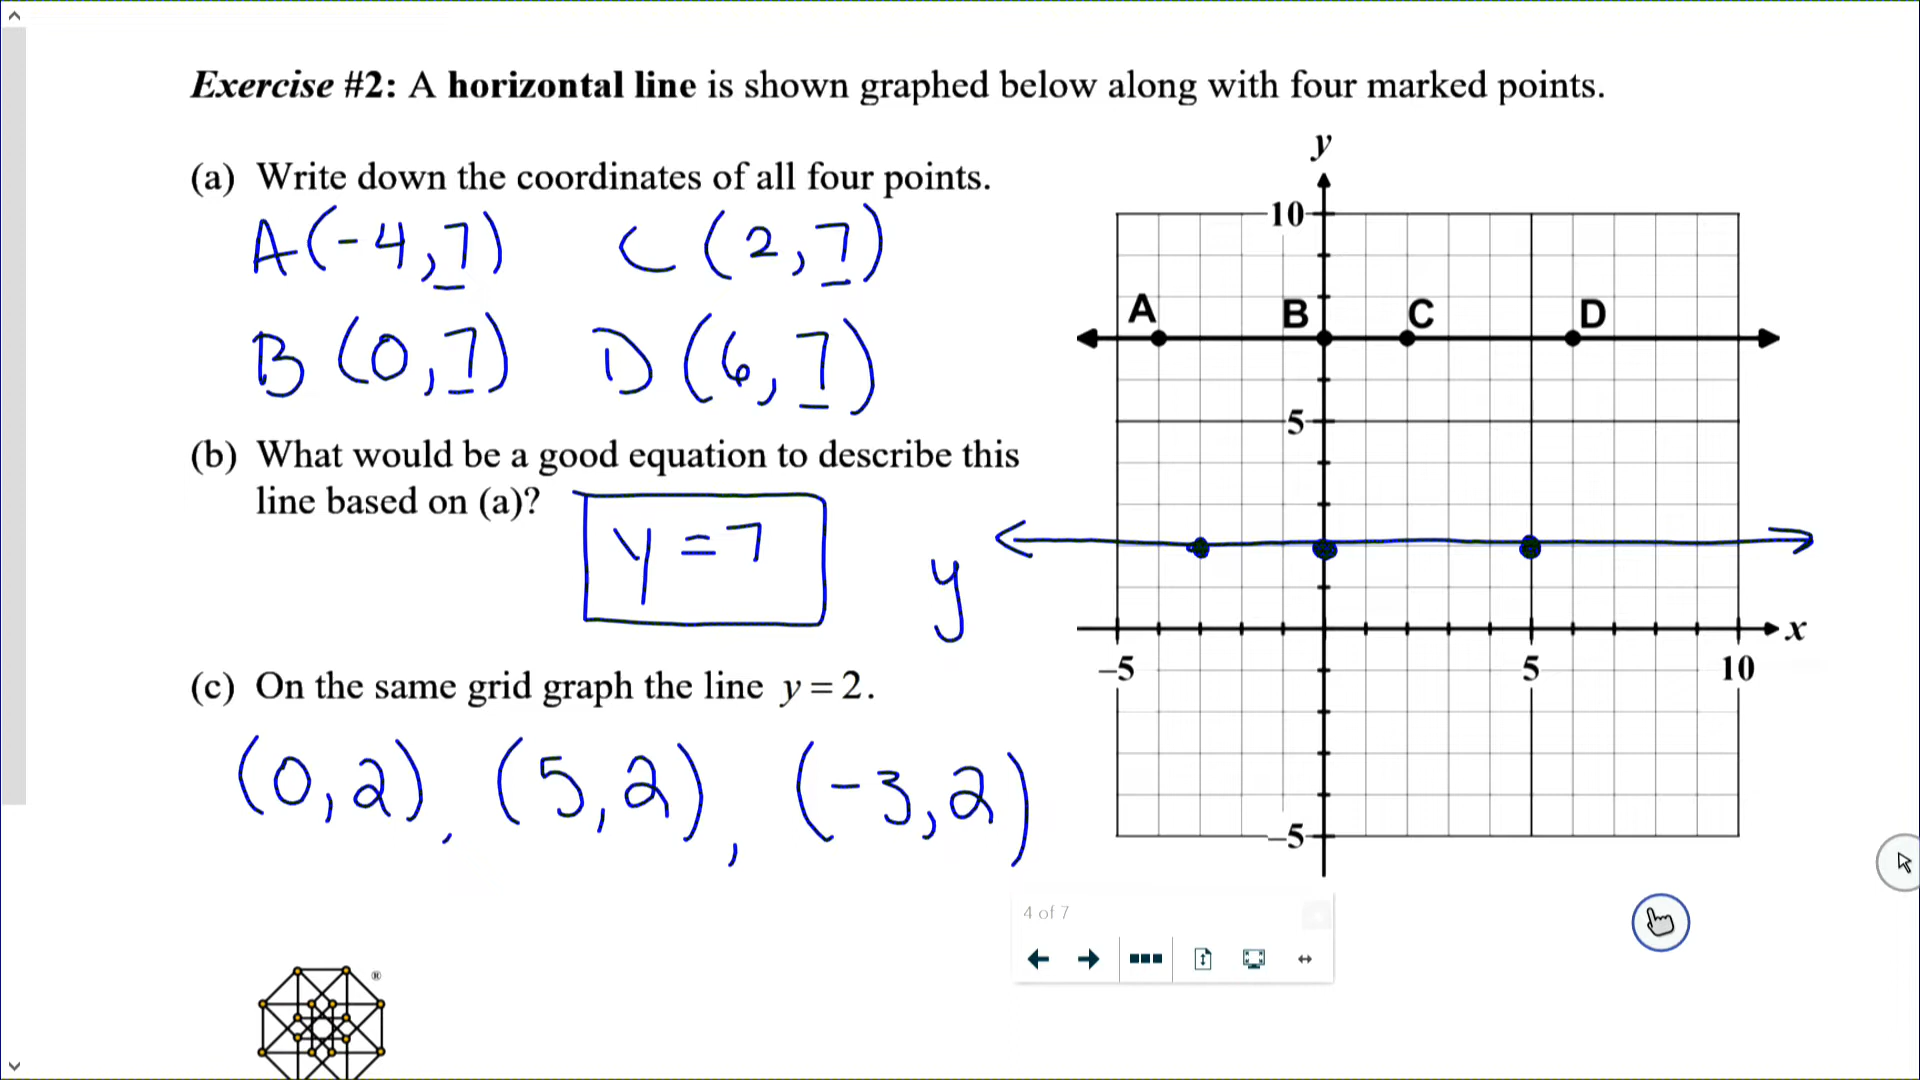 Exercise #2: A horizontal line is shown graphed below along with four marked points.
(a) Write down the coordinates of all four points.
A(-4,7) C(2,7)
B(0,7) D(6,7)
(b) What would be a good equation to describe this
line based on (a)?
y=7
y
(c) On the same grid graph the line y=2.
(0,2), (5,2), (-3,2)
y
10
A B C D
5
x
–5 5 10
–5
4 of 7
®